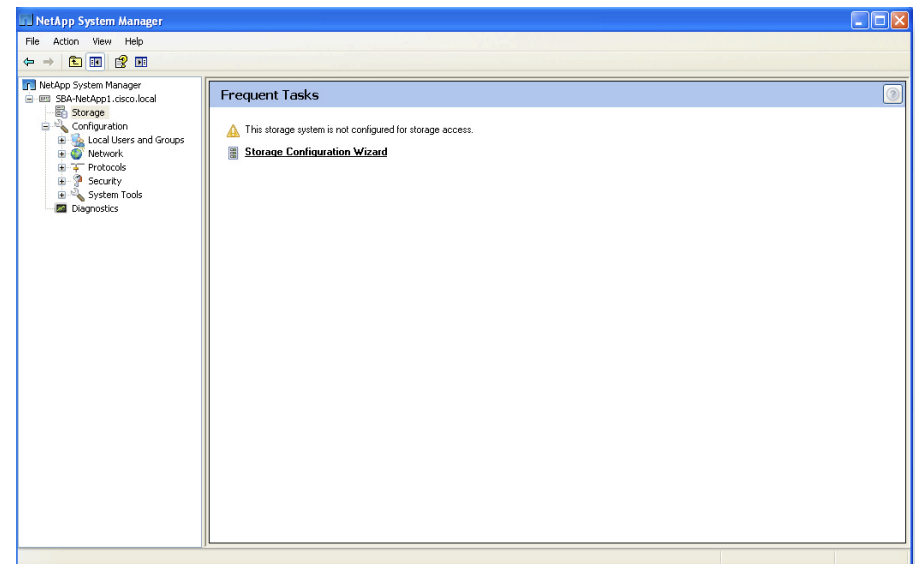 NetApp System Manager
File Action View Help
NetApp System Manager
SBA-NetApp1.cisco.local
Storage
Configuration
Local Users and Groups
Network
Protocols
Security
System Tools
Diagnostics
Frequent Tasks
This storage system is not configured for storage access.
Storage Configuration Wizard